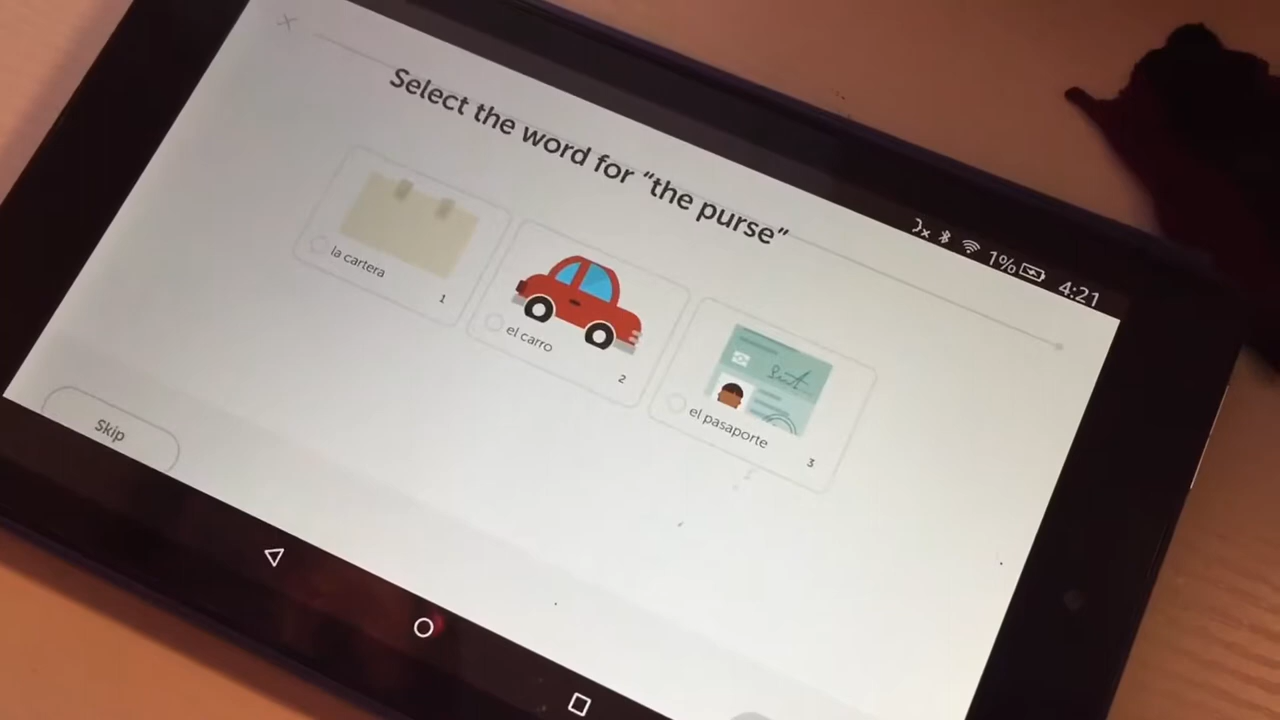 1% 4:21
Select the word for “the purse”
la cartera 1
el carro 2
el pasaporte 3
Skip